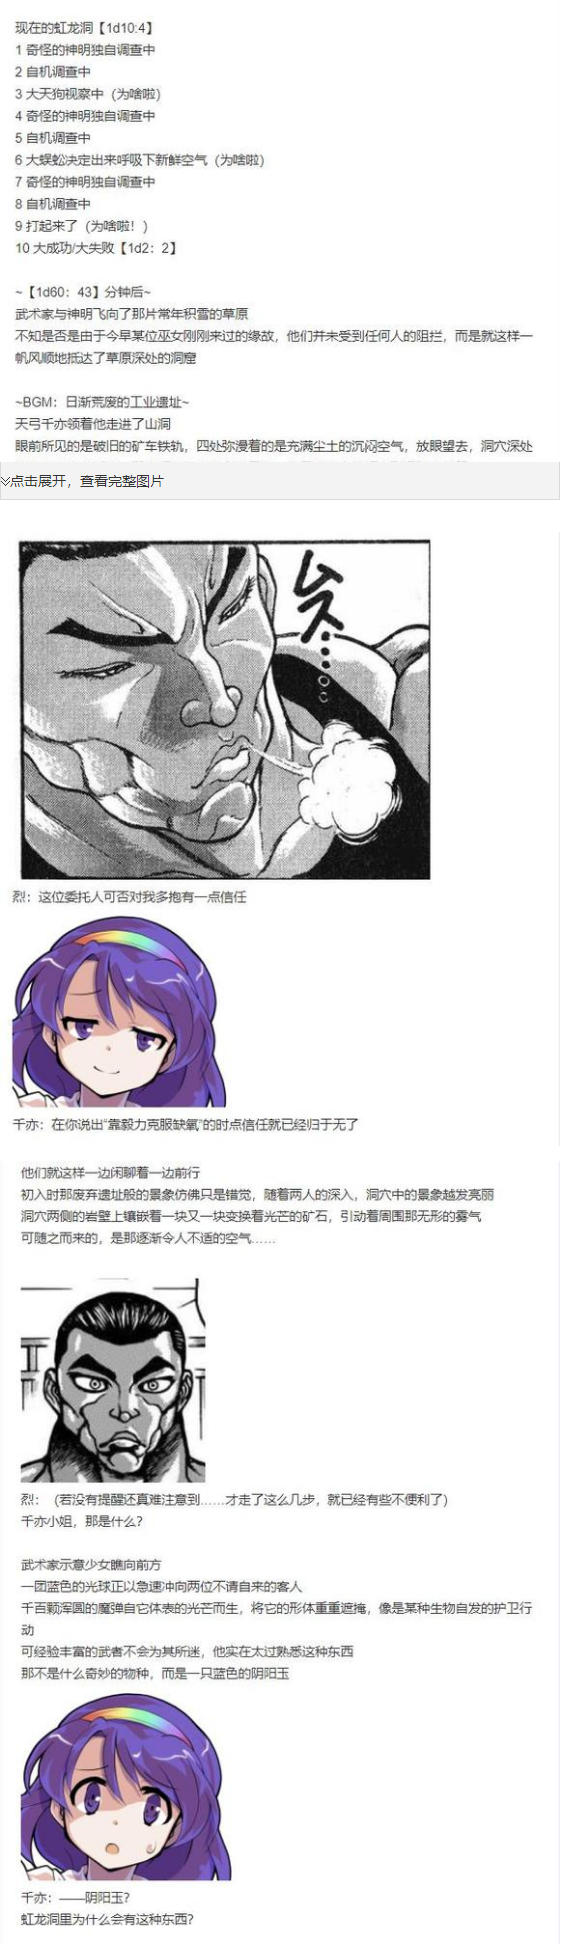 现在的虹龙洞【1d10:4】
1 奇怪的神明独自调查中
2 自机调查中
3 大天狗视察中（为啥啦）
4 奇怪的神明独自调查中
5 自机调查中
6 大蜈蚣决定出来呼吸下新鲜空气（为啥啦）
7 奇怪的神明独自调查中
8 自机调查中
9 打起来了（为啥啦！）
10 大成功/大失败【1d2：2】
~【1d60：43】分钟后~
武术家与神明飞向了那片常年积雪的草原
不知是否是由于今早某位巫女刚刚来过的缘故，他们并未受到任何人的阻拦，而是就这样一
帆风顺地抵达了草原深处的洞窟
~BGM：日渐荒废的工业遗址~
天弓千亦领着他走进了山洞
眼前所见的是破旧的矿车铁轨，四处弥漫着的是充满尘土的沉闷空气，放眼望去，洞穴深处
点击展开，查看完整图片
ムス…。。
烈：这位委托人可否对我多抱有一点信任
千亦：在你说出“靠毅力克服缺氧”的时点信任就已经归于无了
他们就这样一边闲聊着一边前行
初入时那废弃遗址般的景象仿佛只是错觉，随着两人的深入，洞穴中的景象越发亮丽
洞穴两侧的岩壁上镶嵌着一块又一块变换着光芒的矿石，引动着周围那无形的雾气
可随之而来的，是那逐渐令人不适的空气……
烈：（若没有提醒还真难注意到……才走了这么几步，就已经有些不便利了）
千亦小姐，那是什么？
武术家示意少女瞧向前方
一团蓝色的光球正以急速冲向两位不请自来的客人
千百颗浑圆的魔弹自它体表的光芒而生，将它的形体重重遮掩，像是某种生物自发的护卫行
动
可经验丰富的武者不会为其所迷，他实在太过熟悉这种东西
那不是什么奇妙的物种，而是一只蓝色的阴阳玉
千亦：——阴阳玉？
虹龙洞里为什么会有这种东西？